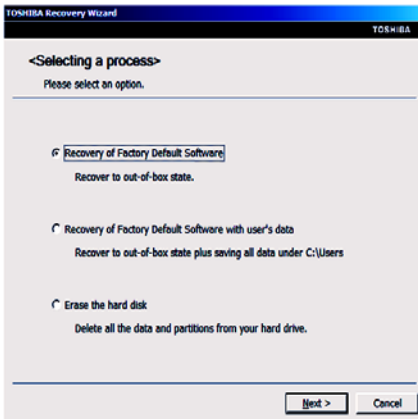 TOSHIBA Recovery Wizard
TOSHIBA
<Selecting a process>
Please select an option.
Recovery of Factory Default Software
Recover to out-of-box state.
Recovery of Factory Default Software with user's data
Recover to out-of-box state plus saving all data under C:\Users
Erase the hard disk
Delete all the data and partitions from your hard drive.
Next >
Cancel